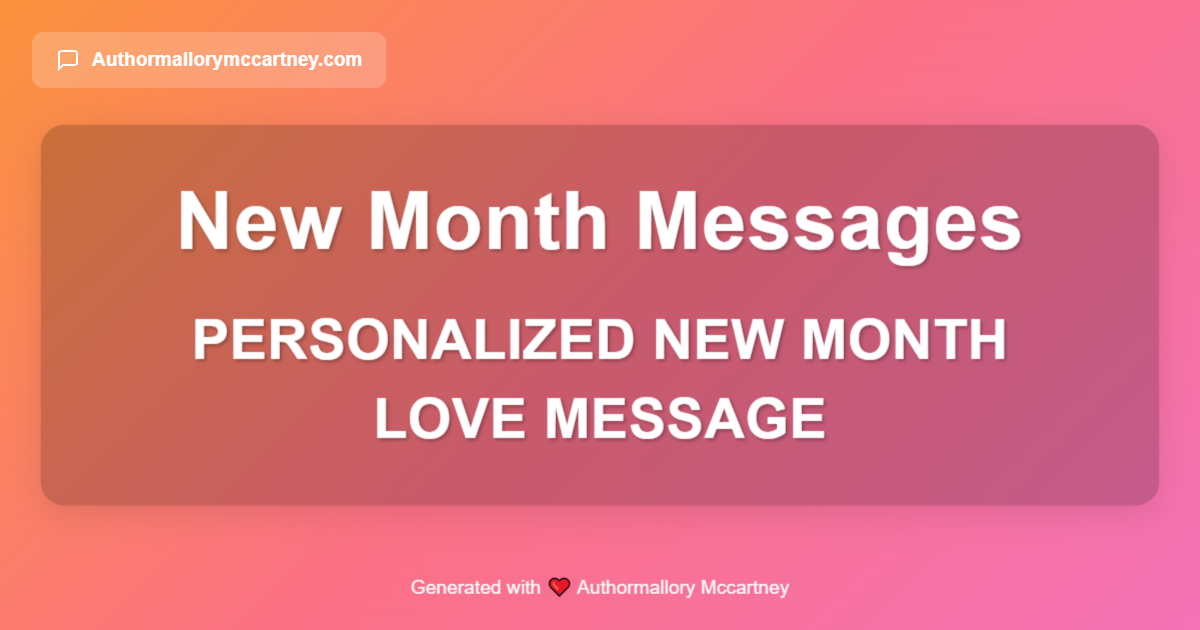 Authormallorymccartney.com
New Month Messages
PERSONALIZED NEW MONTH
LOVE MESSAGE
Generated with ❤️ Authormallory Mccartney